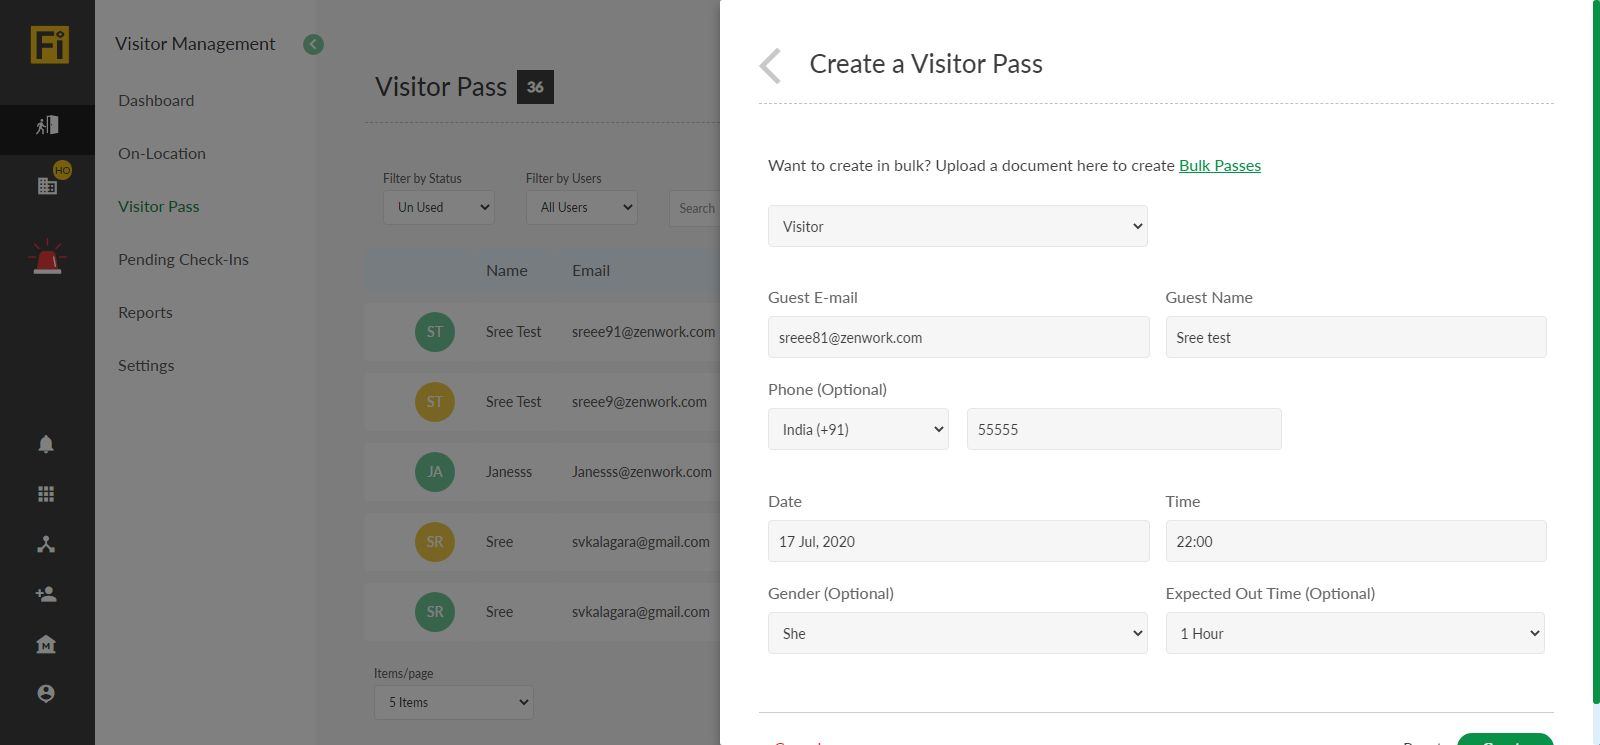 Fi
HO
M
Visitor Management
Dashboard
On-Location
Visitor Pass
Pending Check-Ins
Reports
Settings
Visitor Pass 36
Filter by Status
Filter by Users
Un Used
All Users
Search
Name
Email
ST
Sree Test
sreee91@zenwork.com
ST
Sree Test
sreee9@zenwork.com
JA
Janesss
Janesss@zenwork.com
SR
Sree
svkalagara@gmail.com
SR
Sree
svkalagara@gmail.com
Items/page
5 Items
Create a Visitor Pass
Want to create in bulk? Upload a document here to create Bulk Passes
Visitor
Guest E-mail
Guest Name
sreee81@zenwork.com
Sree test
Phone (Optional)
India (+91)
55555
Date
Time
17 Jul, 2020
22:00
Gender (Optional)
Expected Out Time (Optional)
She
1 Hour